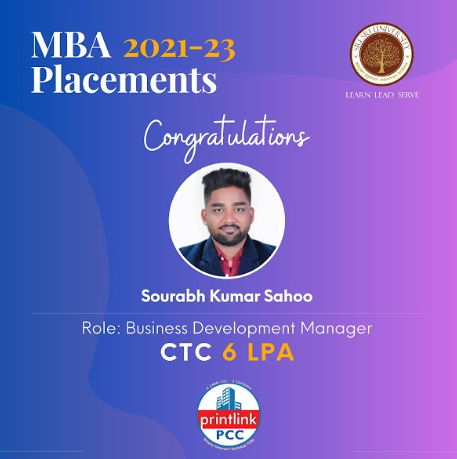 MBA 2021-23
Placements
SRI SRI UNIVERSITY
LEARN LEAD SERVE
Congratulations
Sourabh Kumar Sahoo
Role: Business Development Manager
CTC 6 LPA
printlink
PCC